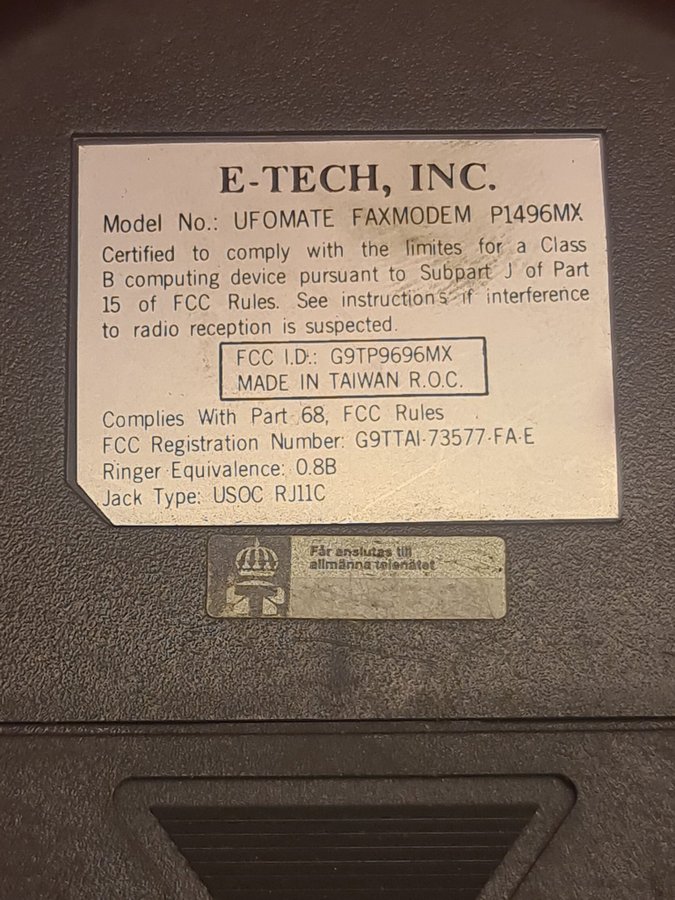 E-TECH, INC.
Model No.: UFOMATE FAXMODEM P1496MX
Certified to comply with the limites for a Class
B computing device pursuant to Subpart J of Part
15 of FCC Rules. See instructions if interference
to radio reception is suspected.
FCC I.D.: G9TP9696MX
MADE IN TAIWAN R.O.C.
Complies With Part 68, FCC Rules
FCC Registration Number: G9TTAI-73577-FA-E
Ringer Equivalence: 0.8B
Jack Type: USOC RJ11C
Får anslutas till
allmänna telenätet
T